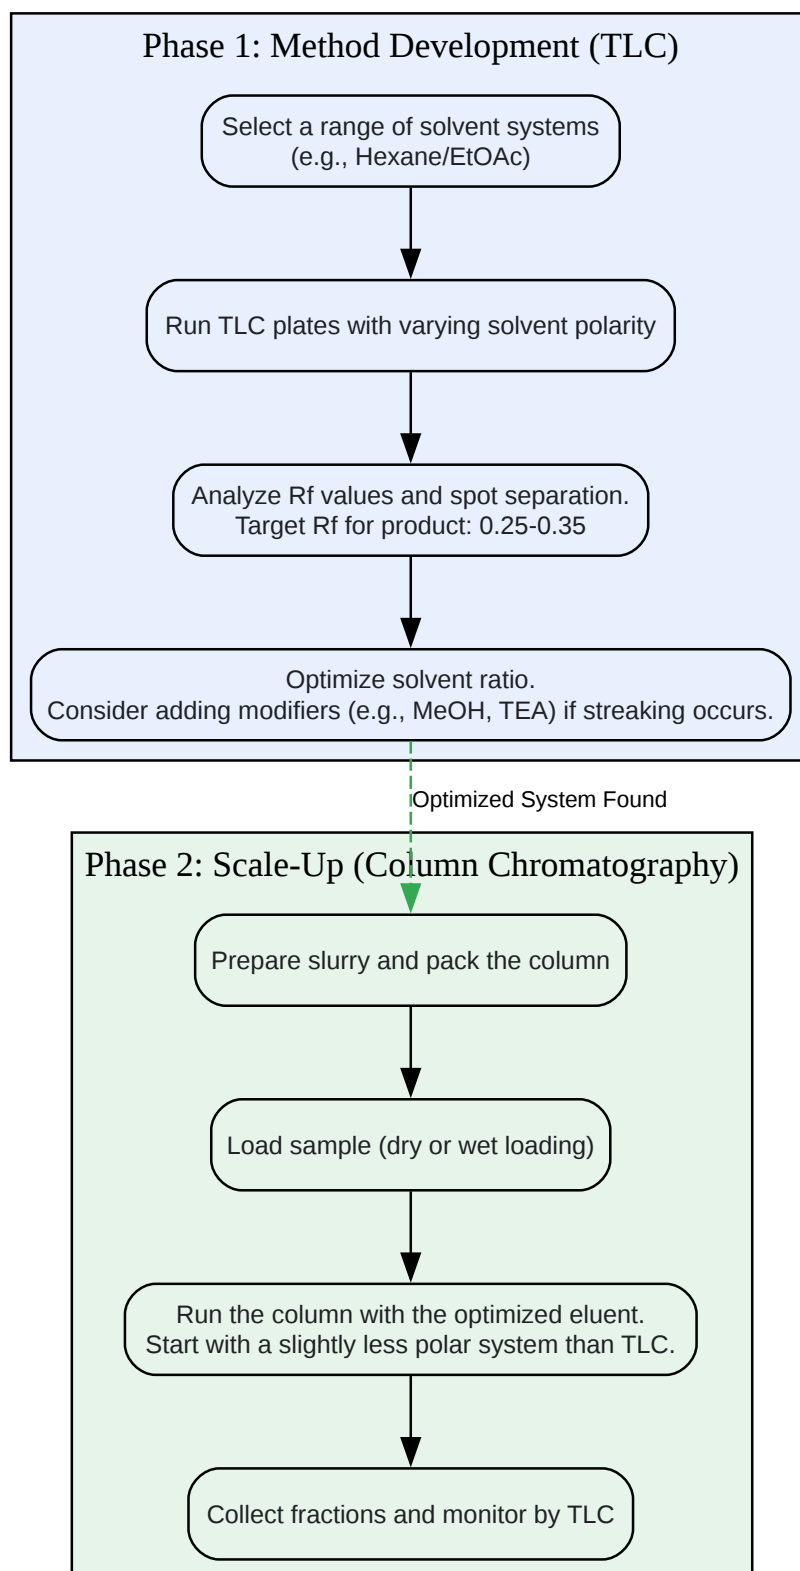 Phase 1: Method Development (TLC)
Select a range of solvent systems
(e.g., Hexane/EtOAc)
Run TLC plates with varying solvent polarity
Analyze Rf values and spot separation.
Target Rf for product: 0.25-0.35
Optimize solvent ratio.
Consider adding modifiers (e.g., MeOH, TEA) if streaking occurs.
Optimized System Found
Phase 2: Scale-Up (Column Chromatography)
Prepare slurry and pack the column
Load sample (dry or wet loading)
Run the column with the optimized eluent.
Start with a slightly less polar system than TLC.
Collect fractions and monitor by TLC